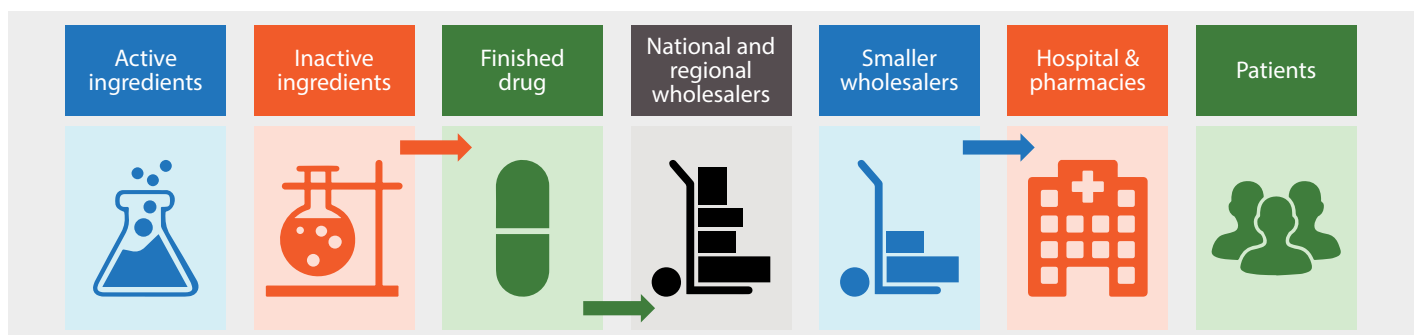 Active
ingredients
Inactive
ingredients
Finished
drug
National and
regional
wholesalers
Smaller
wholesalers
Hospital &
pharmacies
Patients